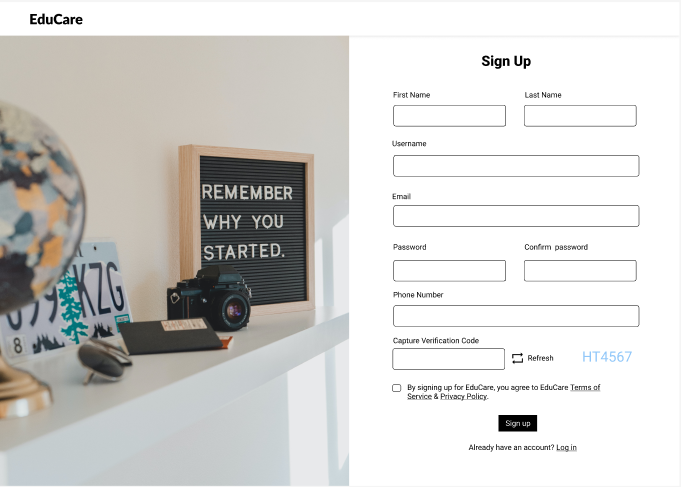 EduCare
REMEMBER
WHY YOU
STARTED.
KZG
8
Sign Up
First Name
Last Name
Username
Email
Password
Confirm password
Phone Number
Capture Verification Code
Refresh
HT4567
By signing up for EduCare, you agree to EduCare Terms of
Service & Privacy Policy.
Sign up
Already have an account? Log in